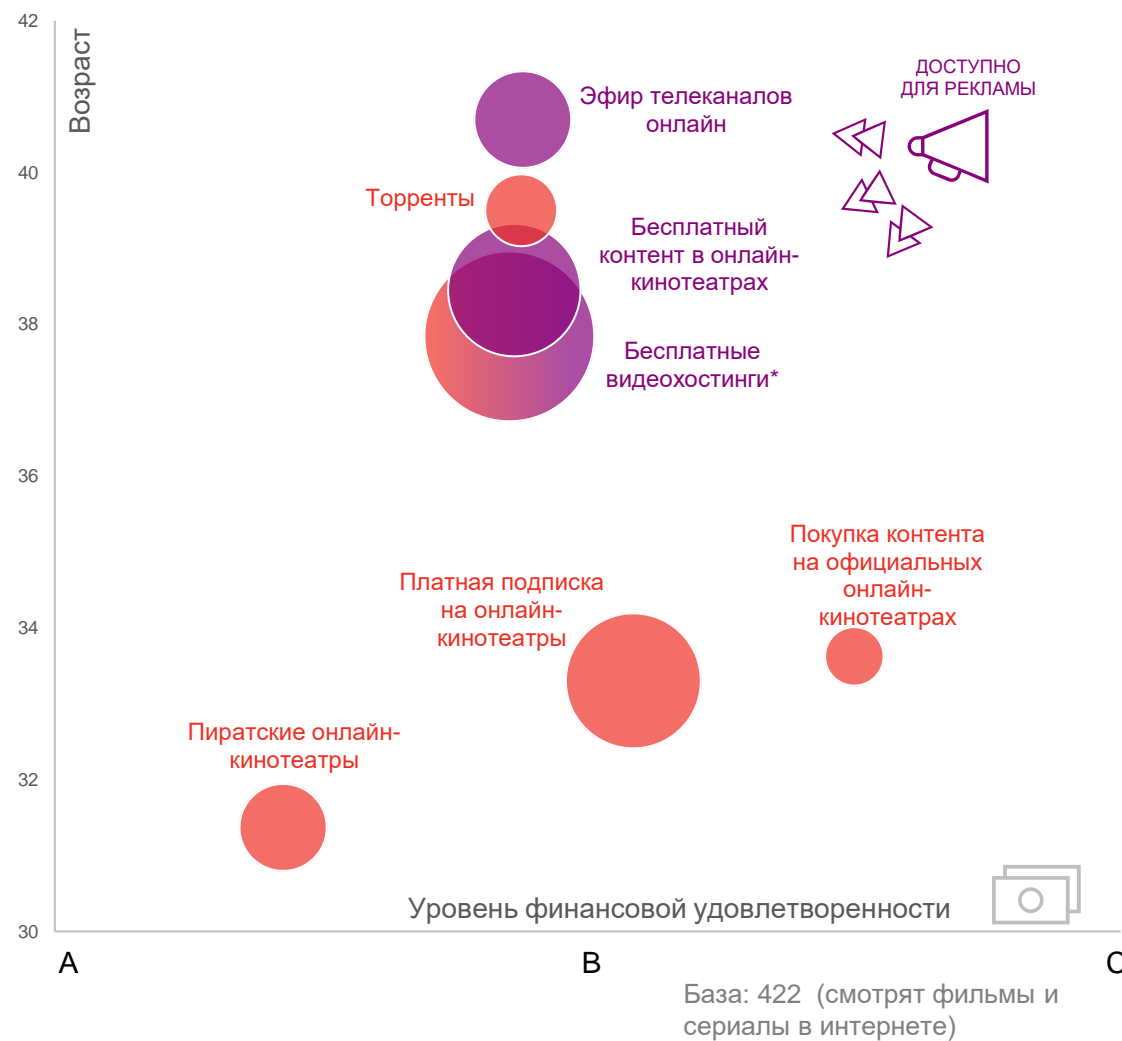 42
Возраст
ДОСТУПНО
ДЛЯ РЕКЛАМЫ
Эфир телеканалов
онлайн
40
Торренты
Бесплатный
контент в онлайн-
кинотеатрах
38
Бесплатные
видеохостинги*
36
Покупка контента
на официальных
онлайн-
кинотеатрах
Платная подписка
на онлайн-
кинотеатры
34
Пиратские онлайн-
кинотеатры
32
Уровень финансовой удовлетворенности
30
A
B
C
База: 422 (смотрят фильмы и
сериалы в интернете)